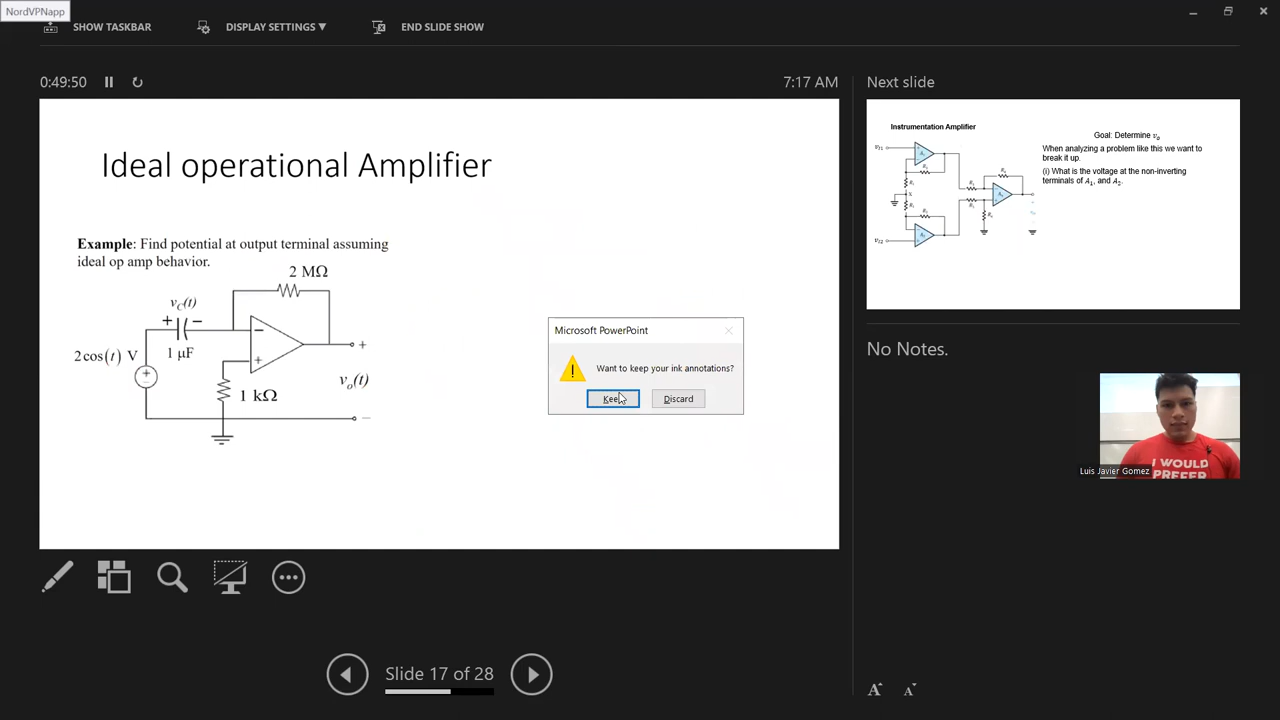 NordVPNapp
SHOW TASKBAR
DISPLAY SETTINGS ▼
END SLIDE SHOW
0:49:50
7:17 AM
Next slide
Ideal operational Amplifier
Example: Find potential at output terminal assuming
ideal op amp behavior.
2 MΩ
v_C(t)
+ −
1 μF
2cos(t) V
+
−
−
+
1 kΩ
+
v_o(t)
−
Microsoft PowerPoint
Want to keep your ink annotations?
Keep
Discard
Instrumentation Amplifier
Goal: Determine v_o
When analyzing a problem like this we want to
break it up.
(i) What is the voltage at the non-inverting
terminals of A₁, and A₂.
No Notes.
I WOULD
PREFER
Luis Javier Gomez
Slide 17 of 28
A
A